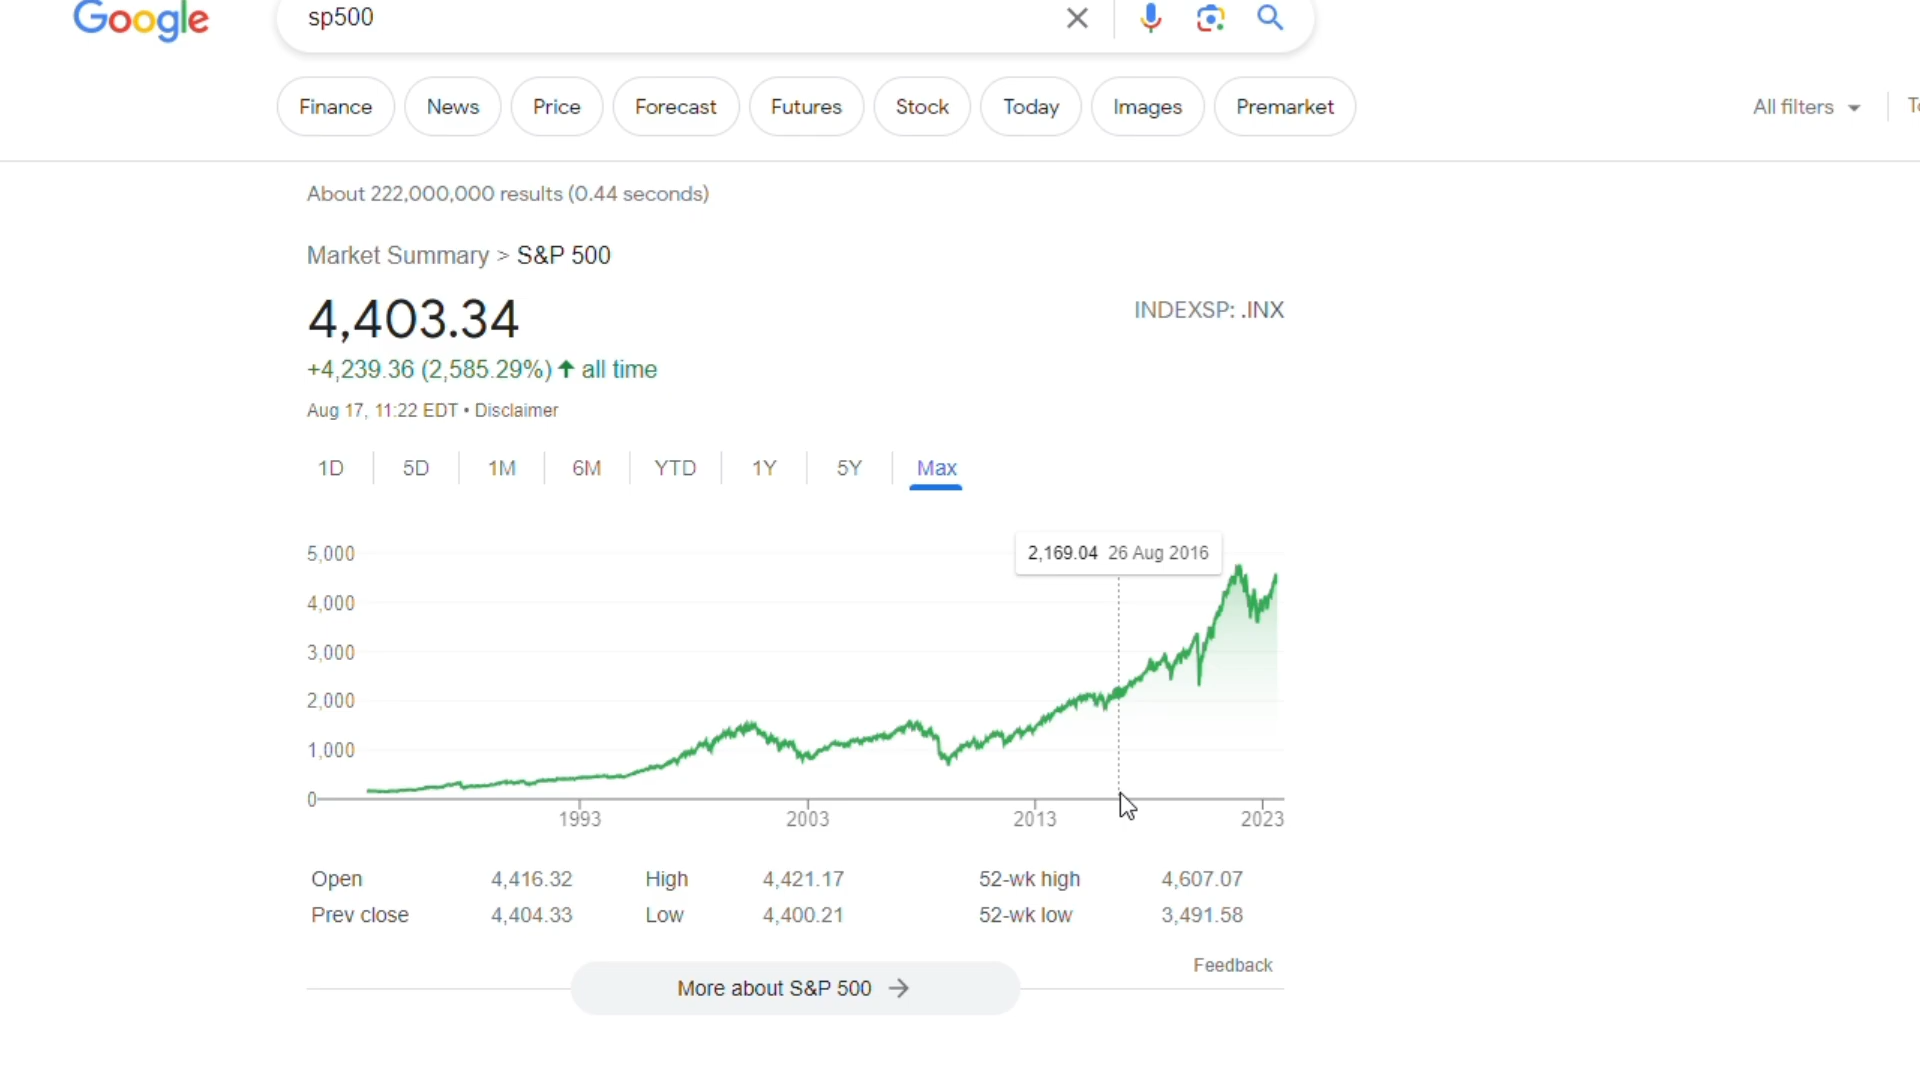 Google
sp500
Finance News Price Forecast Futures Stock Today Images Premarket
All filters
About 222,000,000 results (0.44 seconds)
Market Summary > S&P 500
4,403.34
INDEXSP: .INX
+4,239.36 (2,585.29%) ↑ all time
Aug 17, 11:22 EDT • Disclaimer
1D 5D 1M 6M YTD 1Y 5Y Max
2,169.04 26 Aug 2016
5,000
4,000
3,000
2,000
1,000
0
1993 2003 2013 2023
Open 4,416.32 High 4,421.17 52-wk high 4,607.07
Prev close 4,404.33 Low 4,400.21 52-wk low 3,491.58
Feedback
More about S&P 500 →